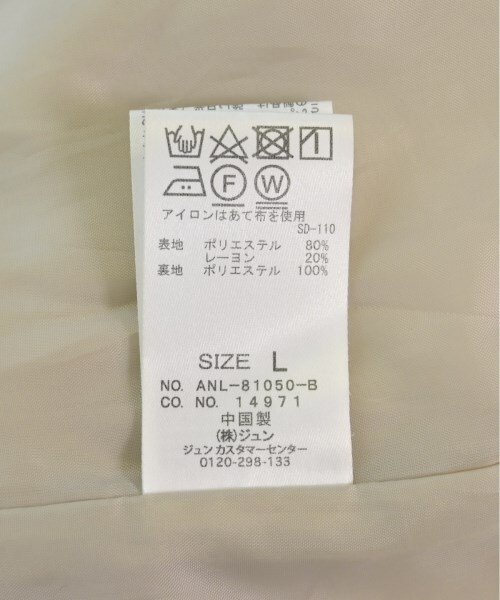 F W
アイロンはあて布を使用
SD-110
表地 ポリエステル 80%
レーヨン 20%
裏地 ポリエステル 100%
SIZE L
NO. ANL-81050-B
CO. NO. 14971
中国製
(株)ジュン
ジュンカスタマーセンター
0120-298-133